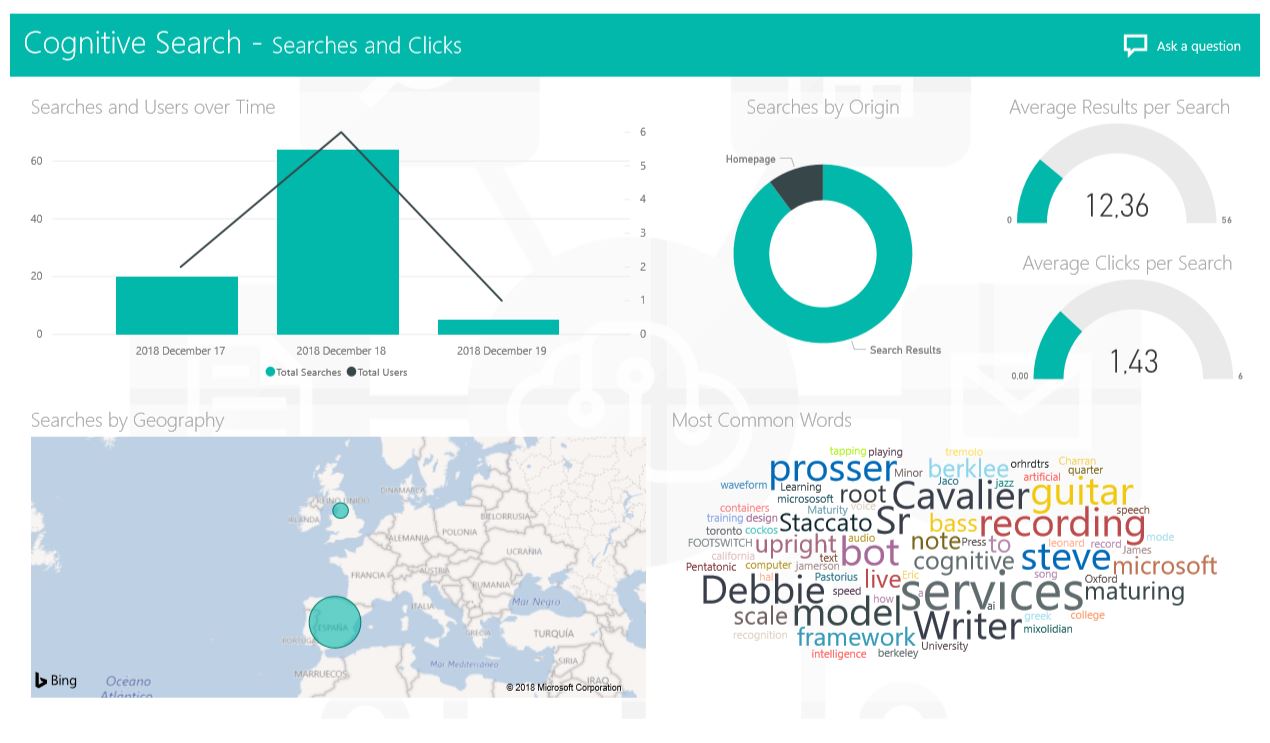 Cognitive Search - Searches and Clicks
Ask a question
Searches and Users over Time
60
40
20
0
6
5
4
3
2
1
0
2018 December 17
2018 December 18
2018 December 19
Total Searches Total Users
Searches by Origin
Homepage
Search Results
Average Results per Search
12,36
0
56
Average Clicks per Search
1,43
0,00
6
Searches by Geography
REINO UNIDO
IRLANDA
DINAMARCA
BIELORRUSIA
POLONIA
ALEMANIA
UCRANIA
FRANCIA
AUSTRIA
RUMANIA
ITALIA
Mar Negro
ESPAÑA
PORTUGAL
GRECIA
TURQUÍA
Mar Mediterráneo
SIRIA
MARRUECOS
IRAQ
Bing
Oceano
Atlántico
© 2018 Microsoft Corporation
Most Common Words
tapping playing tremolo
prosser Minor berklee orhrdtrs Charran
quarter
waveform Learning Jaco jazz artificial
micrososoft root Cavalier guitar
containers Maturity voice speech
training design Staccato Sr bass recording
toronto cockos audio mode
FOOTSWITCH upright bot note Press to leonard record James
california text cognitive steve microsoft
Pentatonic computer jamerson
hal Pastorius live Eric song Oxford
Debbie speed how a services maturing
scale model ai greek college
recognition framework Writer mixolidian
intelligence berkeley University